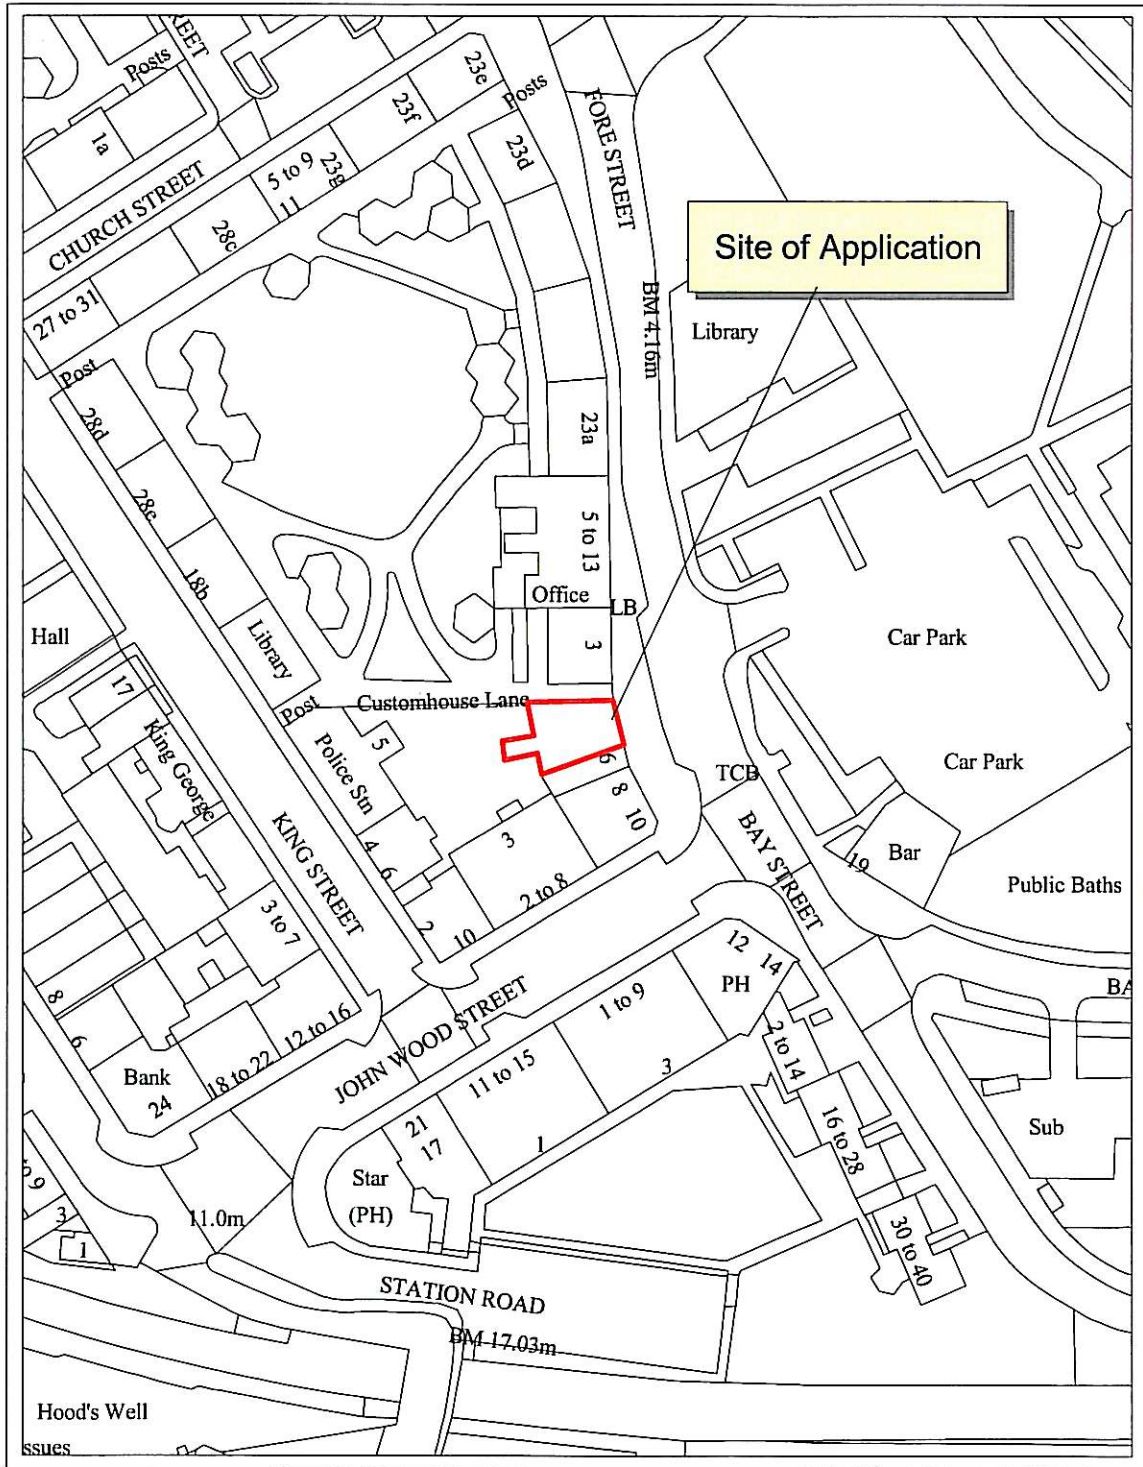 REET
Posts
1a
23e
Posts
23f
5 to 9
23g
11
23d
FORE STREET
CHURCH STREET
28c
Site of Application
27 to 31
BM 4.16m
Library
Post
28d
23a
28e
5 to 13
18b
Office
LB
Hall
Library
3
Car Park
17
Post
Customhouse Lane
King George
Police Stn
5
6
TCB
Car Park
8
10
KING STREET
4
6
3
BAY STREET
Bar
19
2 to 8
Public Baths
3 to 7
2
10
12
14
PH
BA
8
6
JOHN WOOD STREET
1 to 9
12 to 16
18 to 22
Bank
24
11 to 15
3
2 to 14
21
17
1
16 to 28
Sub
to 9
Star
(PH)
3
1
11.0m
30 to 40
STATION ROAD
BM 17.03m
Hood's Well
ssues